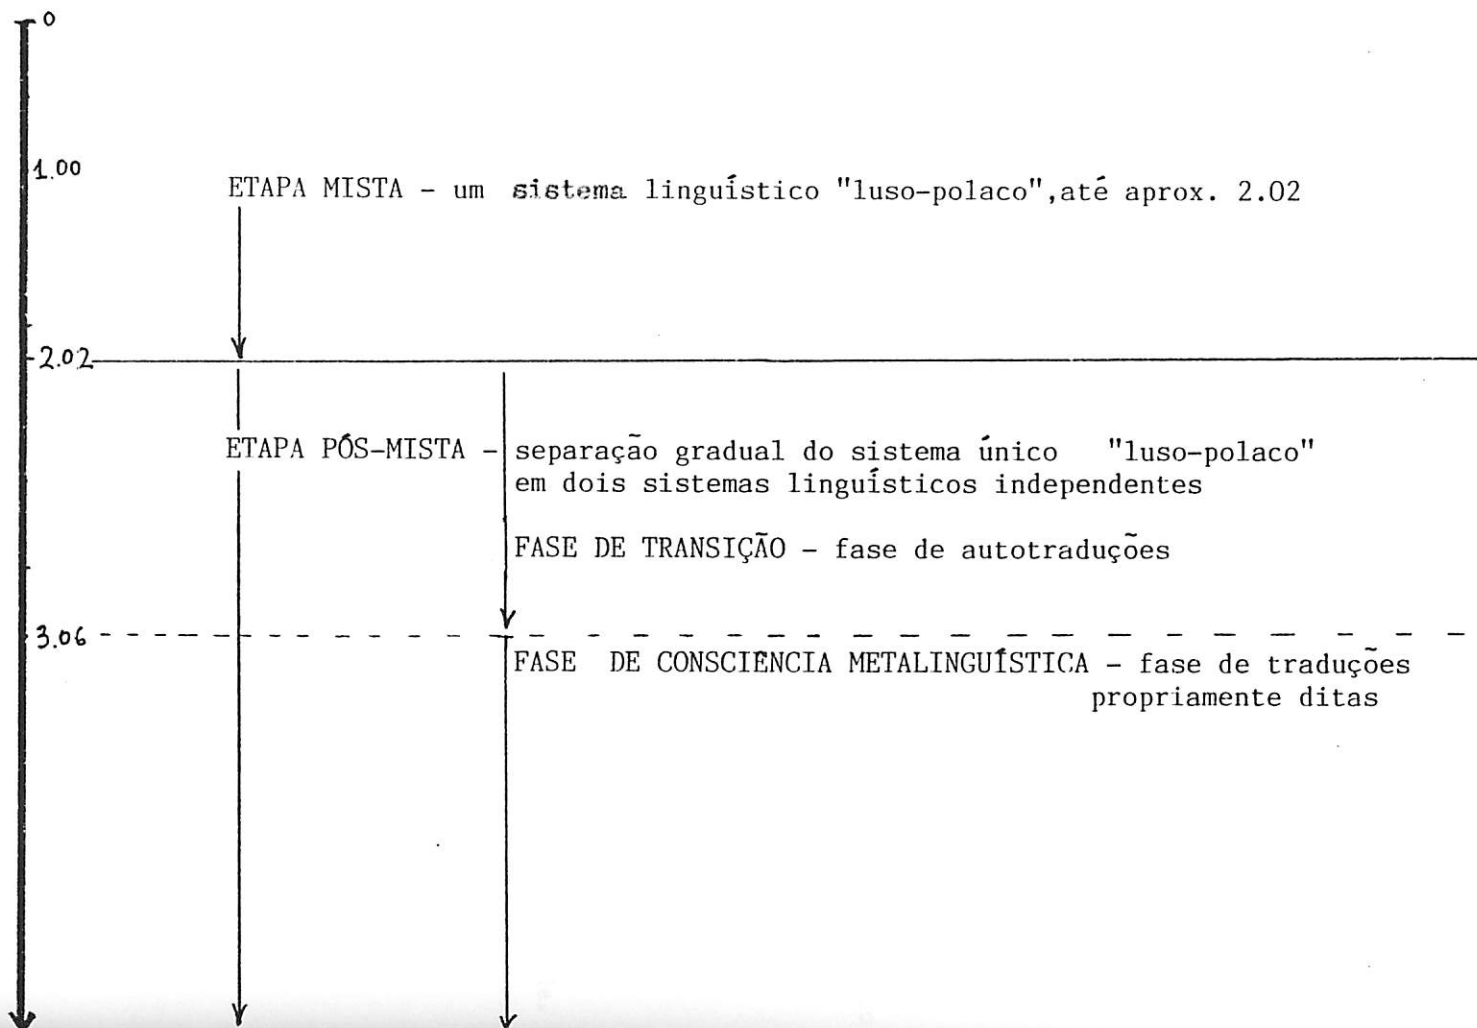 0
1.00
ETAPA MISTA - um sistema linguístico "luso-polaco",até aprox. 2.02
2.02
ETAPA PÓS-MISTA - separação gradual do sistema único "luso-polaco"
em dois sistemas linguísticos independentes
FASE DE TRANSIÇÃO - fase de autotraduções
3.06
FASE DE CONSCIÊNCIA METALINGUÍSTICA - fase de traduções
propriamente ditas